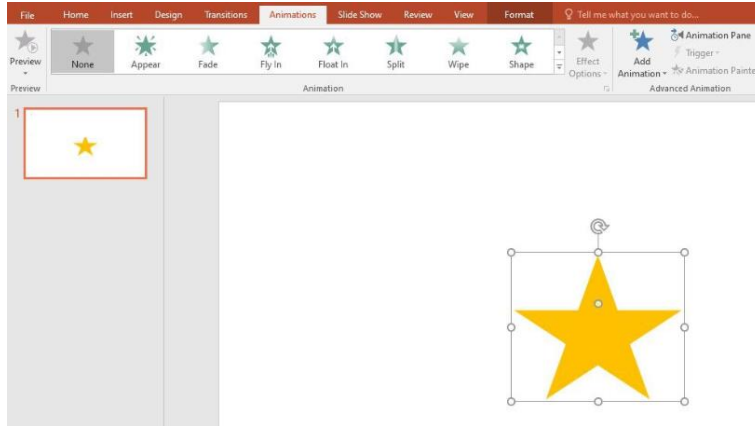 File Home Insert Design Transitions Animations Slide Show Review View Format Tell me what you want to do...
Preview None Appear Fade Fly In Float In Split Wipe Shape Effect Options Add Animation Animation Pane
Trigger
Animation Painte
Preview Animation Advanced Animation
1